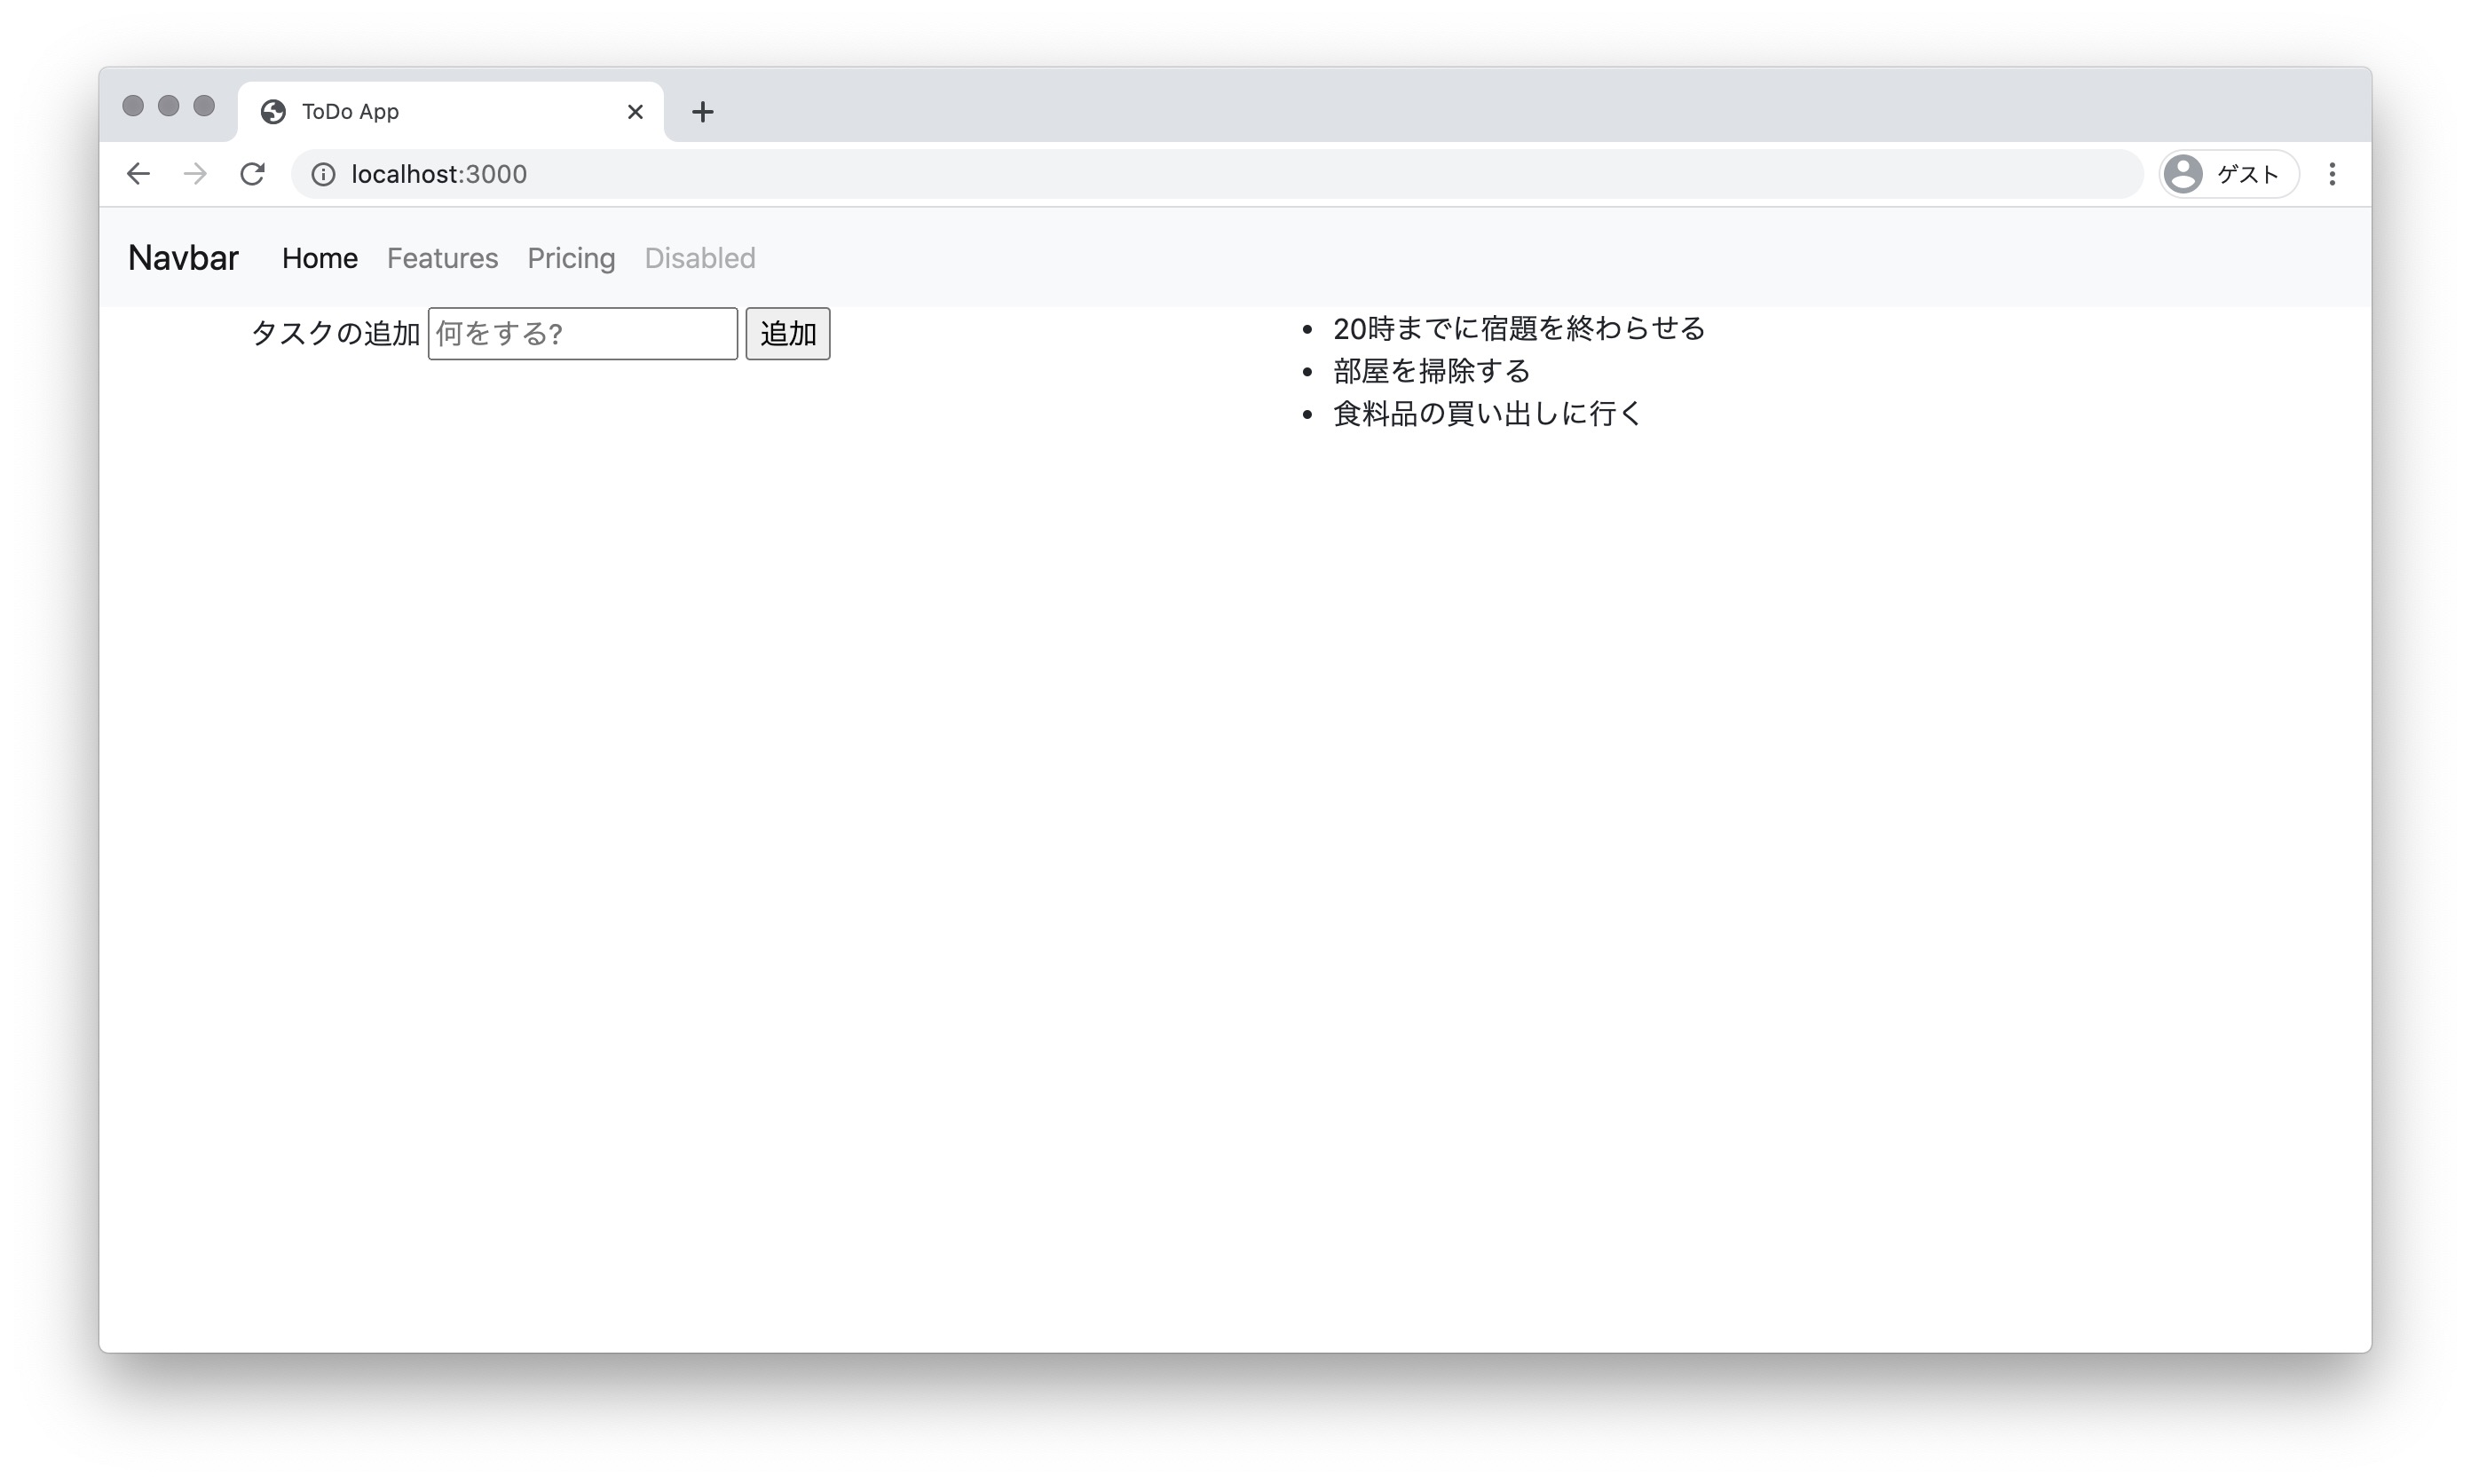 ToDo App
localhost:3000
ゲスト
Navbar Home Features Pricing Disabled
タスクの追加 何をする? 追加
20時までに宿題を終わらせる
部屋を掃除する
食料品の買い出しに行く